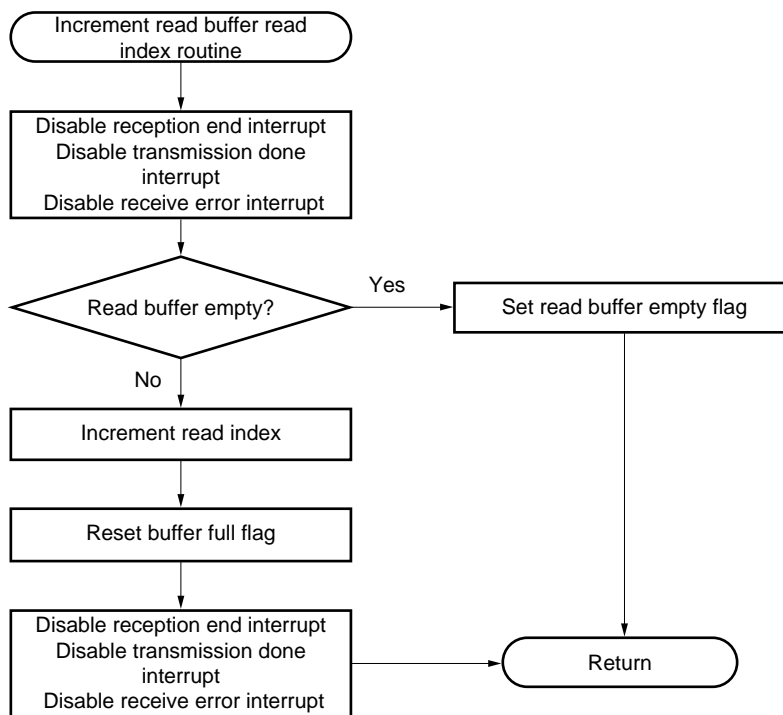 Increment read buffer read
index routine
Disable reception end interrupt
Disable transmission done
interrupt
Disable receive error interrupt
Read buffer empty?
Yes
Set read buffer empty flag
No
Increment read index
Reset buffer full flag
Disable reception end interrupt
Disable transmission done
interrupt
Disable receive error interrupt
Return